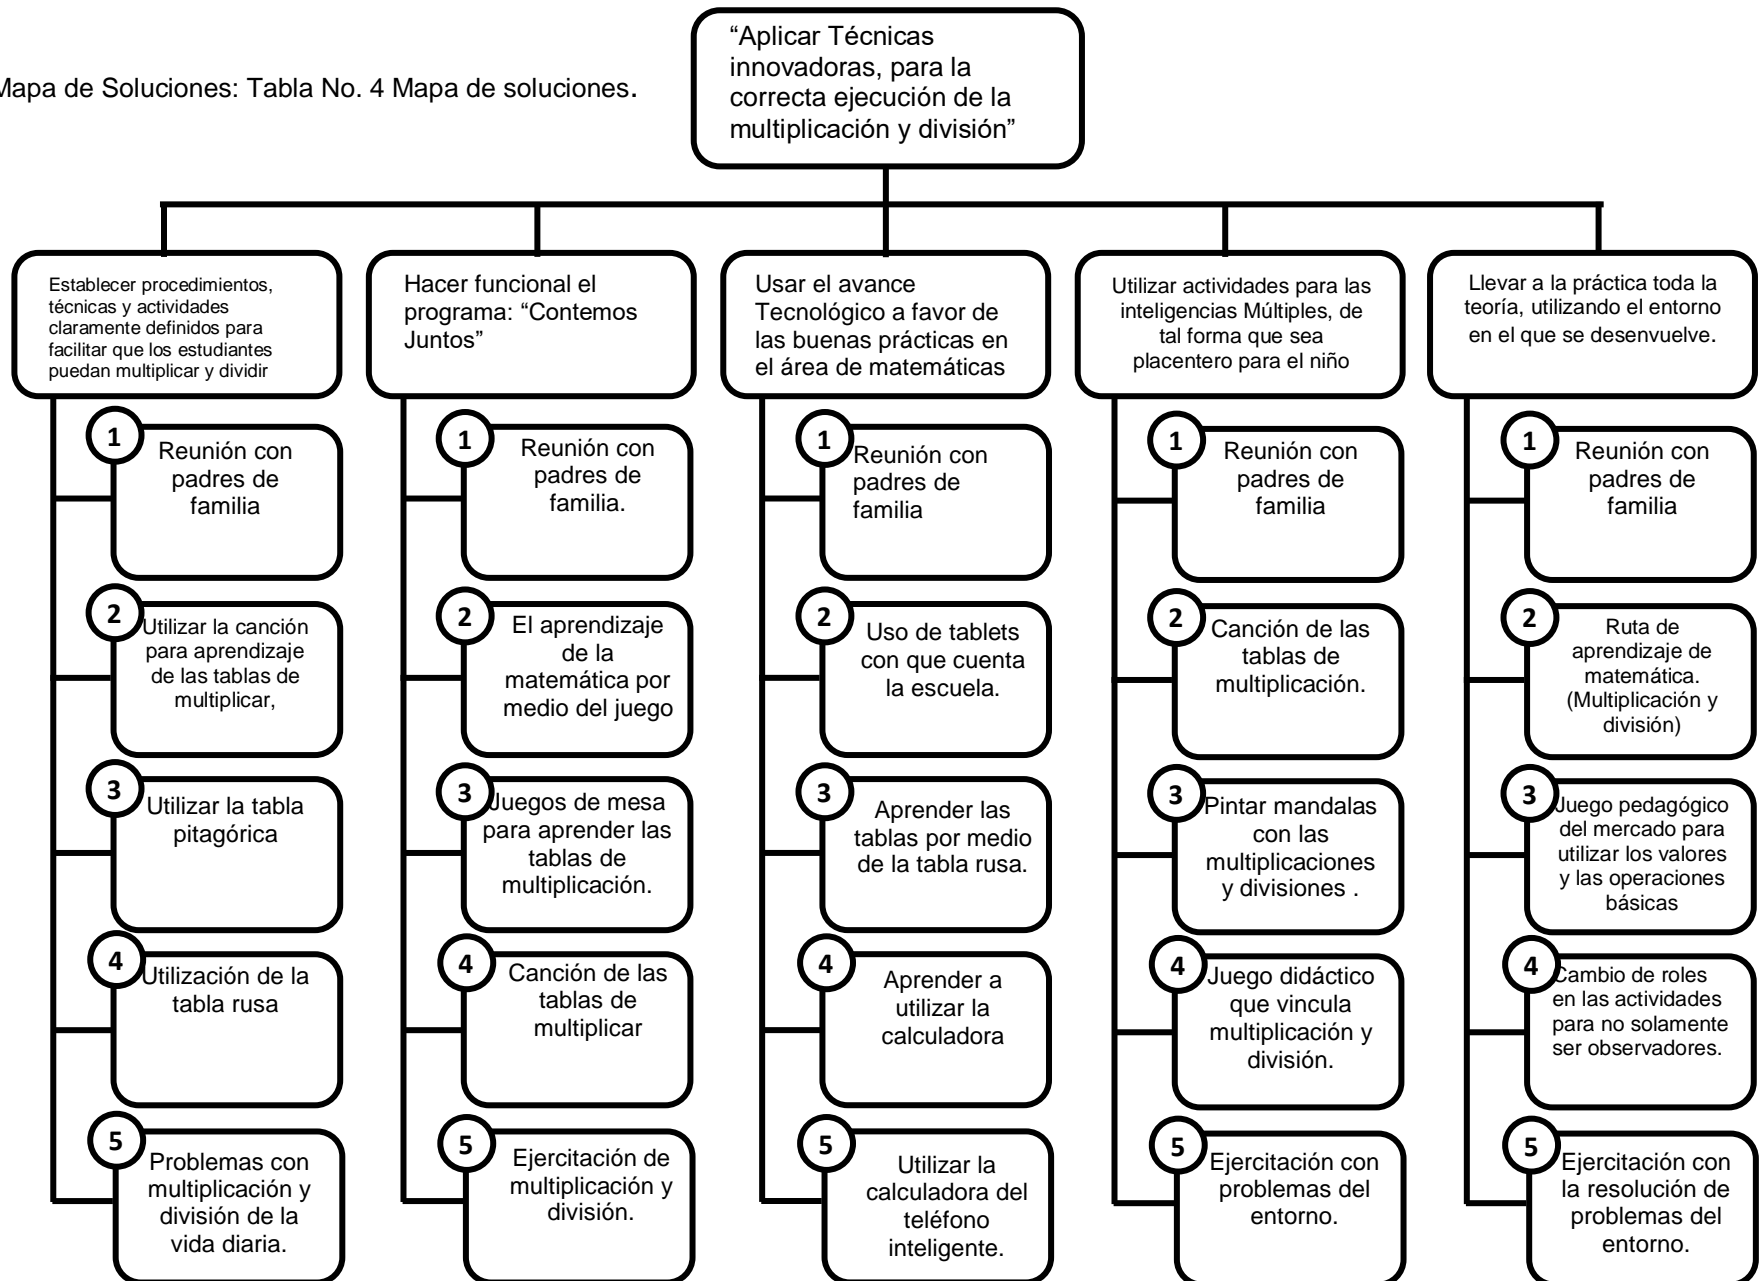 “Aplicar Técnicas
innovadoras, para la
correcta ejecución de la
multiplicación y división”
Mapa de Soluciones: Tabla No. 4 Mapa de soluciones.
Establecer procedimientos,
técnicas y actividades
claramente definidos para
facilitar que los estudiantes
puedan multiplicar y dividir
1
Reunión con
padres de
familia
2
Utilizar la canción
para aprendizaje
de las tablas de
multiplicar,
3
Utilizar la tabla
pitagórica
4
Utilización de la
tabla rusa
5
Problemas con
multiplicación y
división de la
vida diaria.
Hacer funcional el
programa: “Contemos
Juntos”
1
Reunión con
padres de
familia.
2
El aprendizaje
de la
matemática por
medio del juego
3
Juegos de mesa
para aprender las
tablas de
multiplicación.
4
Canción de las
tablas de
multiplicar
5
Ejercitación de
multiplicación y
división.
Usar el avance
Tecnológico a favor de
las buenas prácticas en
el área de matemáticas
1
Reunión con
padres de
familia
2
Uso de tablets
con que cuenta
la escuela.
3
Aprender las
tablas por medio
de la tabla rusa.
4
Aprender a
utilizar la
calculadora
5
Utilizar la
calculadora del
teléfono
inteligente.
Utilizar actividades para las
inteligencias Múltiples, de
tal forma que sea
placentero para el niño
1
Reunión con
padres de
familia
2
Canción de las
tablas de
multiplicación.
3
Pintar mandalas
con las
multiplicaciones
y divisiones .
4
Juego didáctico
que vincula
multiplicación y
división.
5
Ejercitación con
problemas del
entorno.
Llevar a la práctica toda la
teoría, utilizando el entorno
en el que se desenvuelve.
1
Reunión con
padres de
familia
2
Ruta de
aprendizaje de
matemática.
(Multiplicación y
división)
3
Juego pedagógico
del mercado para
utilizar los valores
y las operaciones
básicas
4
Cambio de roles
en las actividades
para no solamente
ser observadores.
5
Ejercitación con
la resolución de
problemas del
entorno.